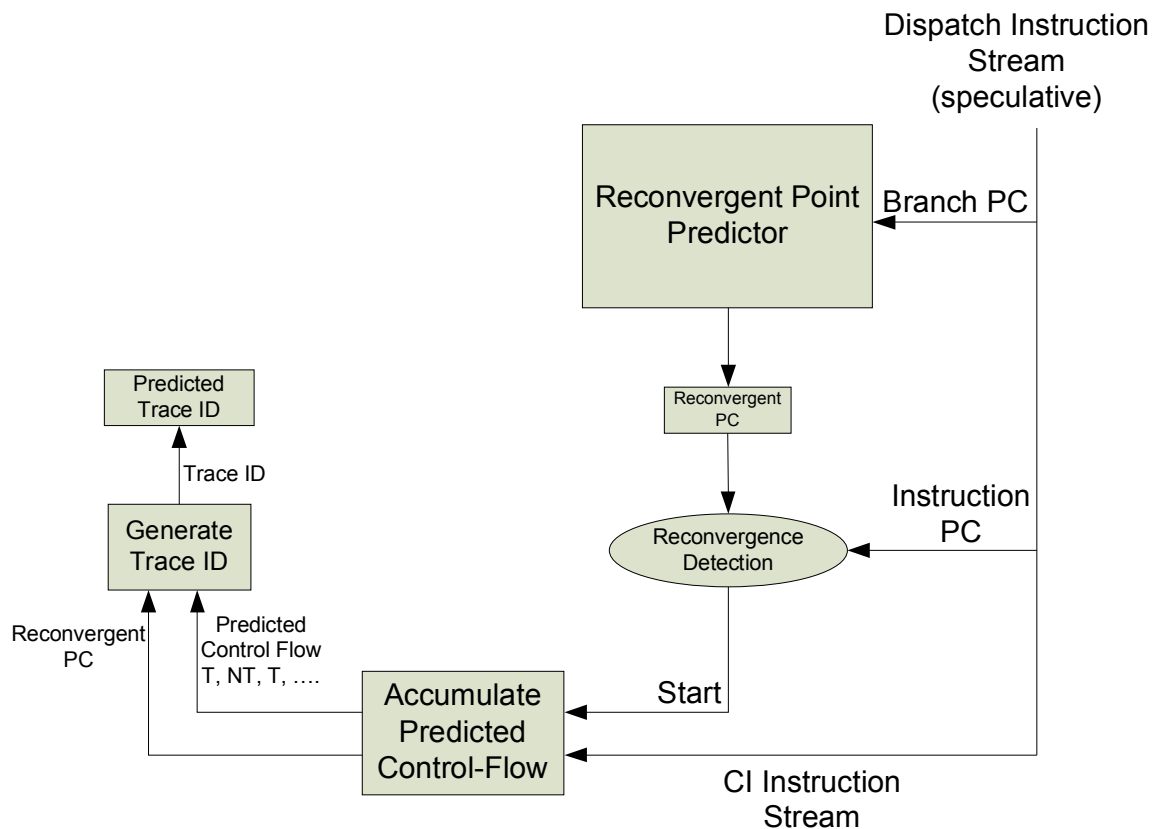 Dispatch Instruction
Stream
(speculative)
Reconvergent Point
Predictor
Branch PC
Reconvergent
PC
Predicted
Trace ID
Trace ID
Instruction
PC
Generate
Trace ID
Reconvergence
Detection
Reconvergent
PC
Predicted
Control Flow
T, NT, T, ….
Accumulate
Predicted
Control-Flow
Start
CI Instruction
Stream